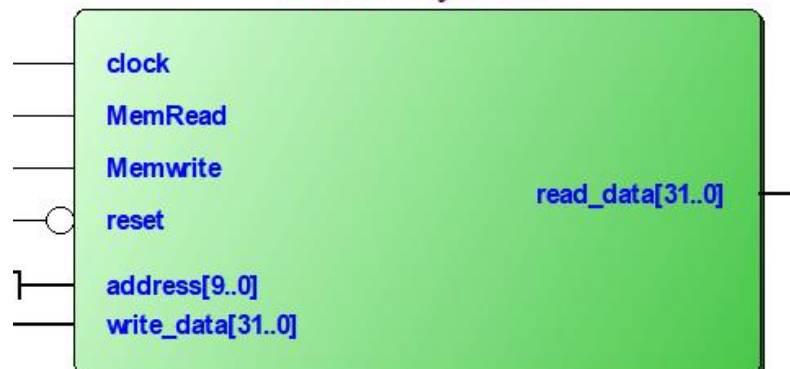 clock
MemRead
Memwrite
read_data[31..0]
reset
address[9..0]
write_data[31..0]